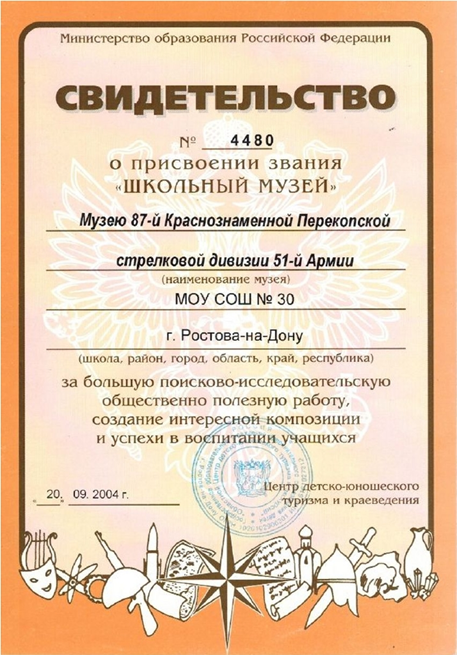 Министерство образования Российской Федерации
СВИДЕТЕЛЬСТВО
№ 4480
о присвоении звания
«ШКОЛЬНЫЙ МУЗЕЙ»
Музею 87-й Краснознаменной Перекопской
стрелковой дивизии 51-й Армии
(наименование музея)
МОУ СОШ № 30
г. Ростова-на-Дону
(школа, район, город, область, край, республика)
за большую поисково-исследовательскую
общественно полезную работу,
создание интересной композиции
и успехи в воспитании учащихся
Центр детско-юношеского
туризма и краеведения
„ 20. „ 09. 2004 г.